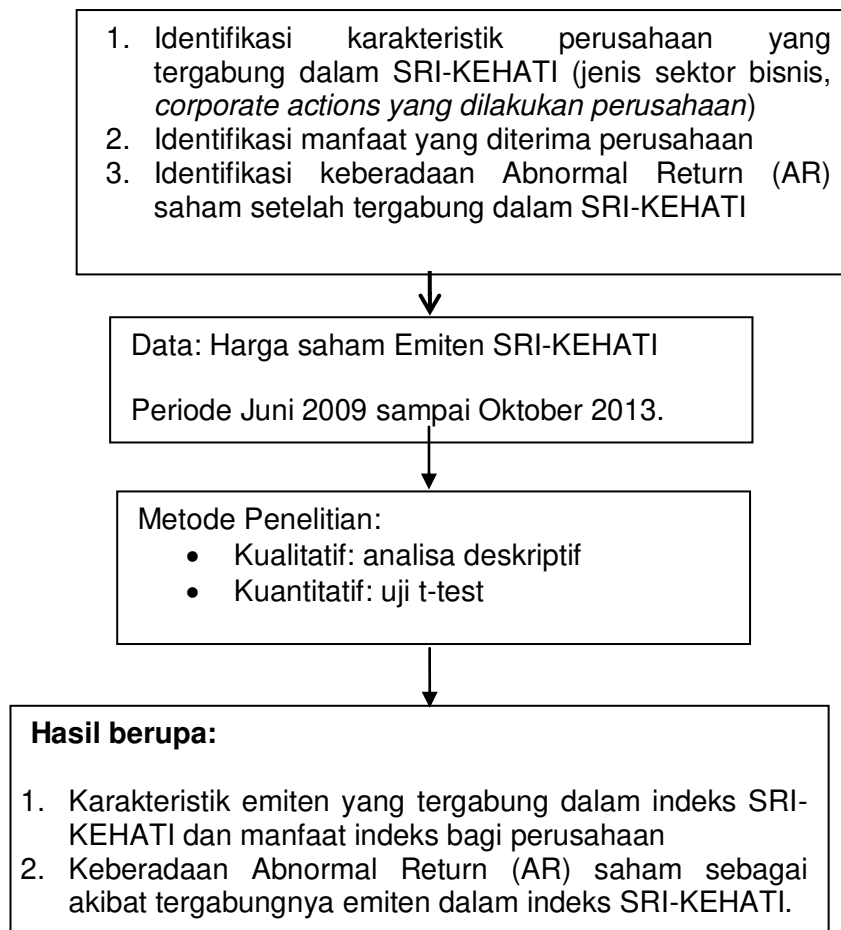 1. Identifikasi karakteristik perusahaan yang
tergabung dalam SRI-KEHATI (jenis sektor bisnis,
corporate actions yang dilakukan perusahaan)
2. Identifikasi manfaat yang diterima perusahaan
3. Identifikasi keberadaan Abnormal Return (AR)
saham setelah tergabung dalam SRI-KEHATI
Data: Harga saham Emiten SRI-KEHATI
Periode Juni 2009 sampai Oktober 2013.
Metode Penelitian:
• Kualitatif: analisa deskriptif
• Kuantitatif: uji t-test
Hasil berupa:
1. Karakteristik emiten yang tergabung dalam indeks SRI-
KEHATI dan manfaat indeks bagi perusahaan
2. Keberadaan Abnormal Return (AR) saham sebagai
akibat tergabungnya emiten dalam indeks SRI-KEHATI.